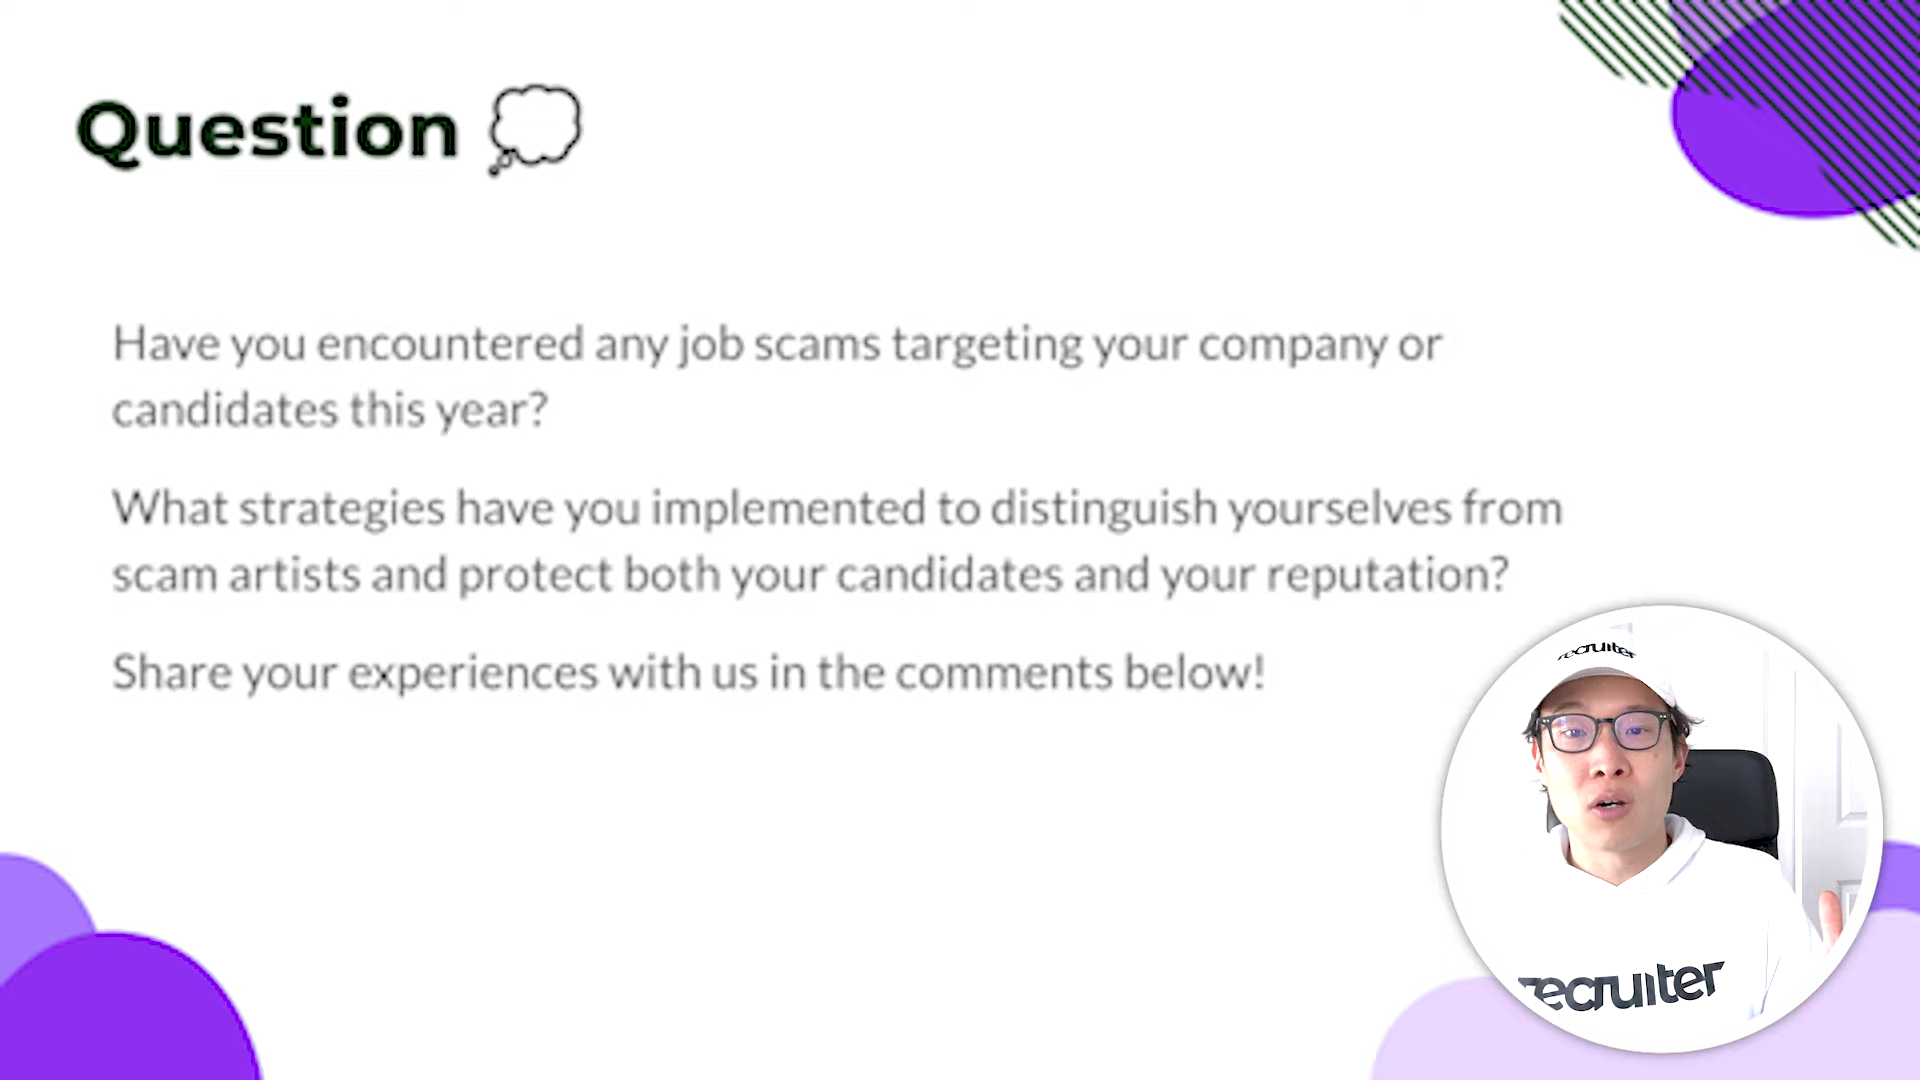 Question
Have you encountered any job scams targeting your company or
candidates this year?
What strategies have you implemented to distinguish yourselves from
scam artists and protect both your candidates and your reputation?
Share your experiences with us in the comments below!
recruiter
recruiter